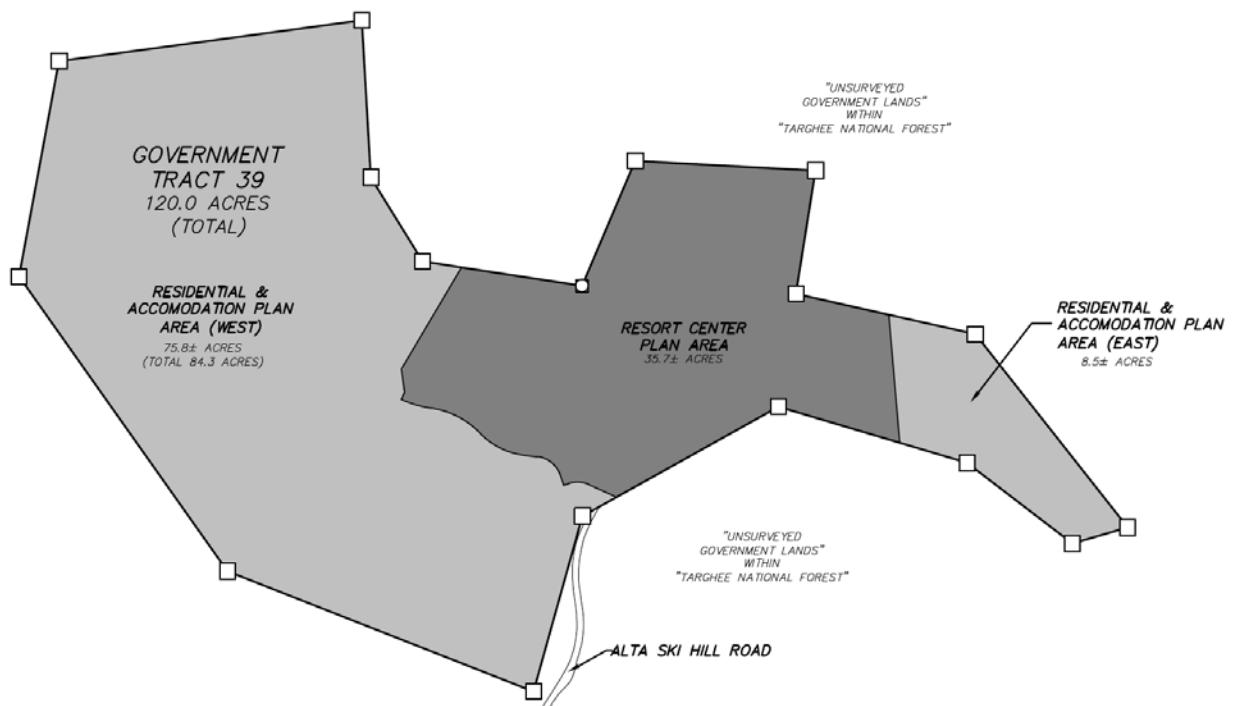 "UNSURVEYED
GOVERNMENT LANDS"
WITHIN
"TARGHEE NATIONAL FOREST"
GOVERNMENT
TRACT 39
120.0 ACRES
(TOTAL)
RESIDENTIAL &
ACCOMODATION PLAN
AREA (WEST)
75.8± ACRES
(TOTAL 84.3 ACRES)
RESORT CENTER
PLAN AREA
35.7± ACRES
RESIDENTIAL &
ACCOMODATION PLAN
AREA (EAST)
8.5± ACRES
"UNSURVEYED
GOVERNMENT LANDS"
WITHIN
"TARGHEE NATIONAL FOREST"
ALTA SKI HILL ROAD